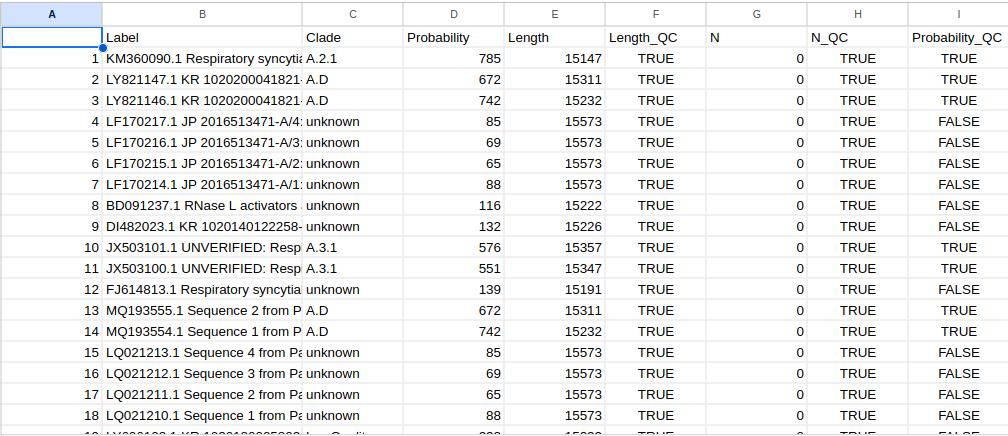 A B C D E F G H I
Label Clade Probability Length Length_QC N N_QC Probability_QC
1 KM360090.1 Respiratory syncytia A.2.1 785 15147 TRUE 0 TRUE TRUE
2 LY821147.1 KR 1020200041821- A.D 672 15311 TRUE 0 TRUE TRUE
3 LY821146.1 KR 1020200041821- A.D 742 15232 TRUE 0 TRUE TRUE
4 LF170217.1 JP 2016513471-A/4: unknown 85 15573 TRUE 0 TRUE FALSE
5 LF170216.1 JP 2016513471-A/3: unknown 69 15573 TRUE 0 TRUE FALSE
6 LF170215.1 JP 2016513471-A/2: unknown 65 15573 TRUE 0 TRUE FALSE
7 LF170214.1 JP 2016513471-A/1: unknown 88 15573 TRUE 0 TRUE FALSE
8 BD091237.1 RNase L activators unknown 116 15222 TRUE 0 TRUE FALSE
9 DI482023.1 KR 1020140122258- unknown 132 15226 TRUE 0 TRUE FALSE
10 JX503101.1 UNVERIFIED: Resp A.3.1 576 15357 TRUE 0 TRUE TRUE
11 JX503100.1 UNVERIFIED: Resp A.3.1 551 15347 TRUE 0 TRUE TRUE
12 FJ614813.1 Respiratory syncytia unknown 139 15191 TRUE 0 TRUE FALSE
13 MQ193555.1 Sequence 2 from P A.D 672 15311 TRUE 0 TRUE TRUE
14 MQ193554.1 Sequence 1 from P A.D 742 15232 TRUE 0 TRUE TRUE
15 LQ021213.1 Sequence 4 from Pa unknown 85 15573 TRUE 0 TRUE FALSE
16 LQ021212.1 Sequence 3 from Pa unknown 69 15573 TRUE 0 TRUE FALSE
17 LQ021211.1 Sequence 2 from Pa unknown 65 15573 TRUE 0 TRUE FALSE
18 LQ021210.1 Sequence 1 from Pa unknown 88 15573 TRUE 0 TRUE FALSE